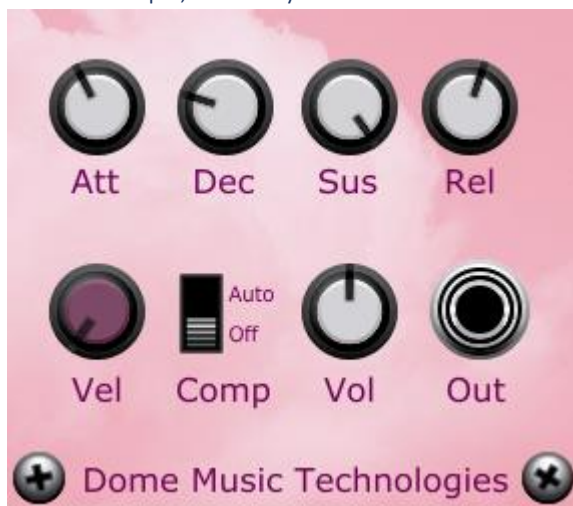 Att Dec Sus Rel
Auto
Off
Vel Comp Vol Out
Dome Music Technologies